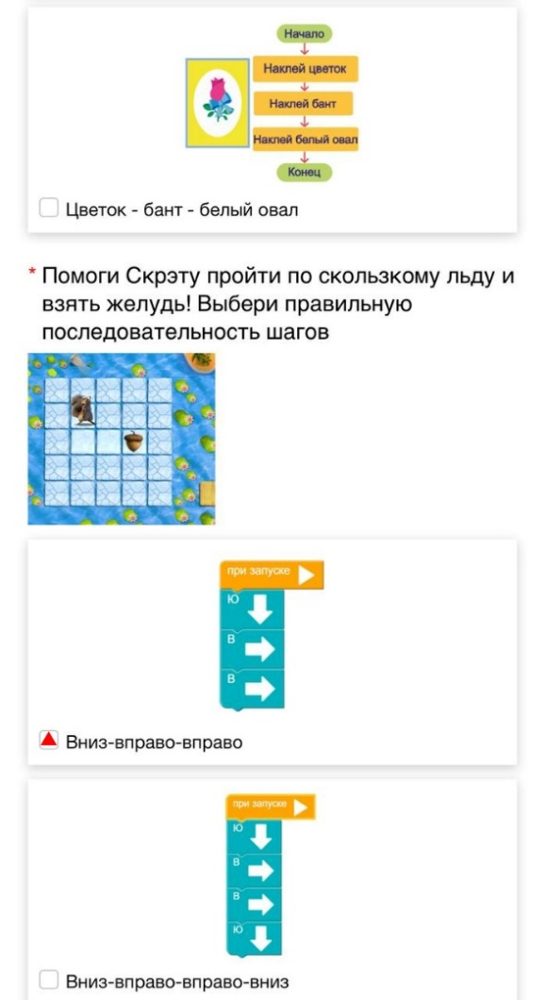 Начало
Наклей цветок
Наклей бант
Наклей белый овал
Конец
Цветок - бант - белый овал
* Помоги Скрэту пройти по скользкому льду и
взять желудь! Выбери правильную
последовательность шагов
при запуске
Ю
В
В
Вниз-вправо-вправо
при запуске
Ю
В
В
Ю
Вниз-вправо-вправо-вниз